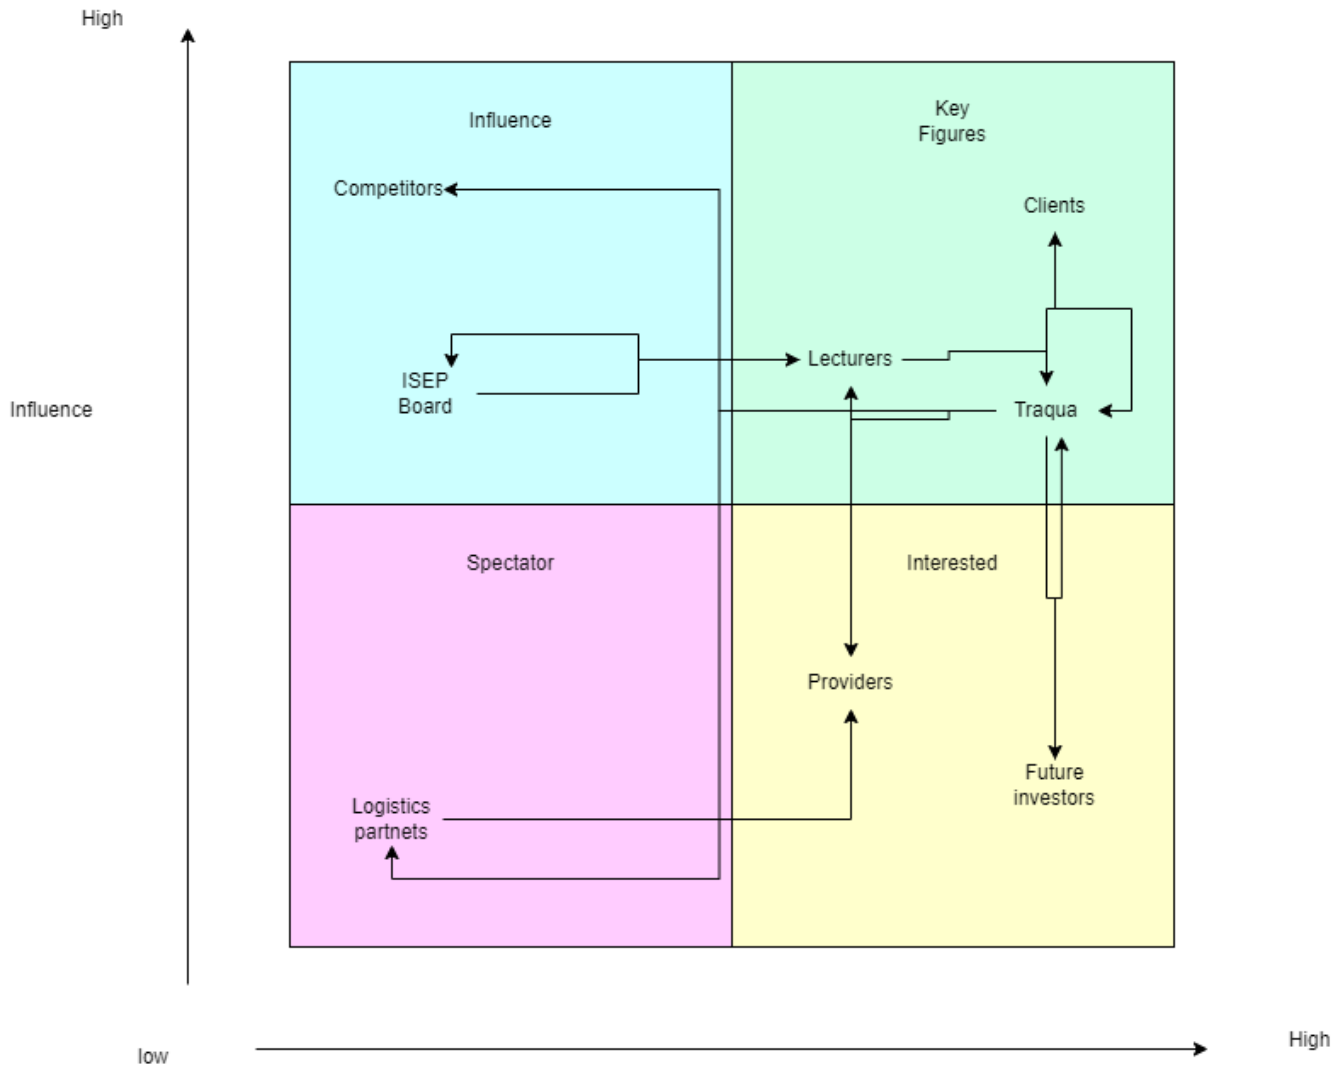 High
Influence
Key
Figures
Competitors
Clients
Lecturers
ISEP
Board
Influence
Traqua
Spectator
Interested
Providers
Future
investors
Logistics
partnets
low
High